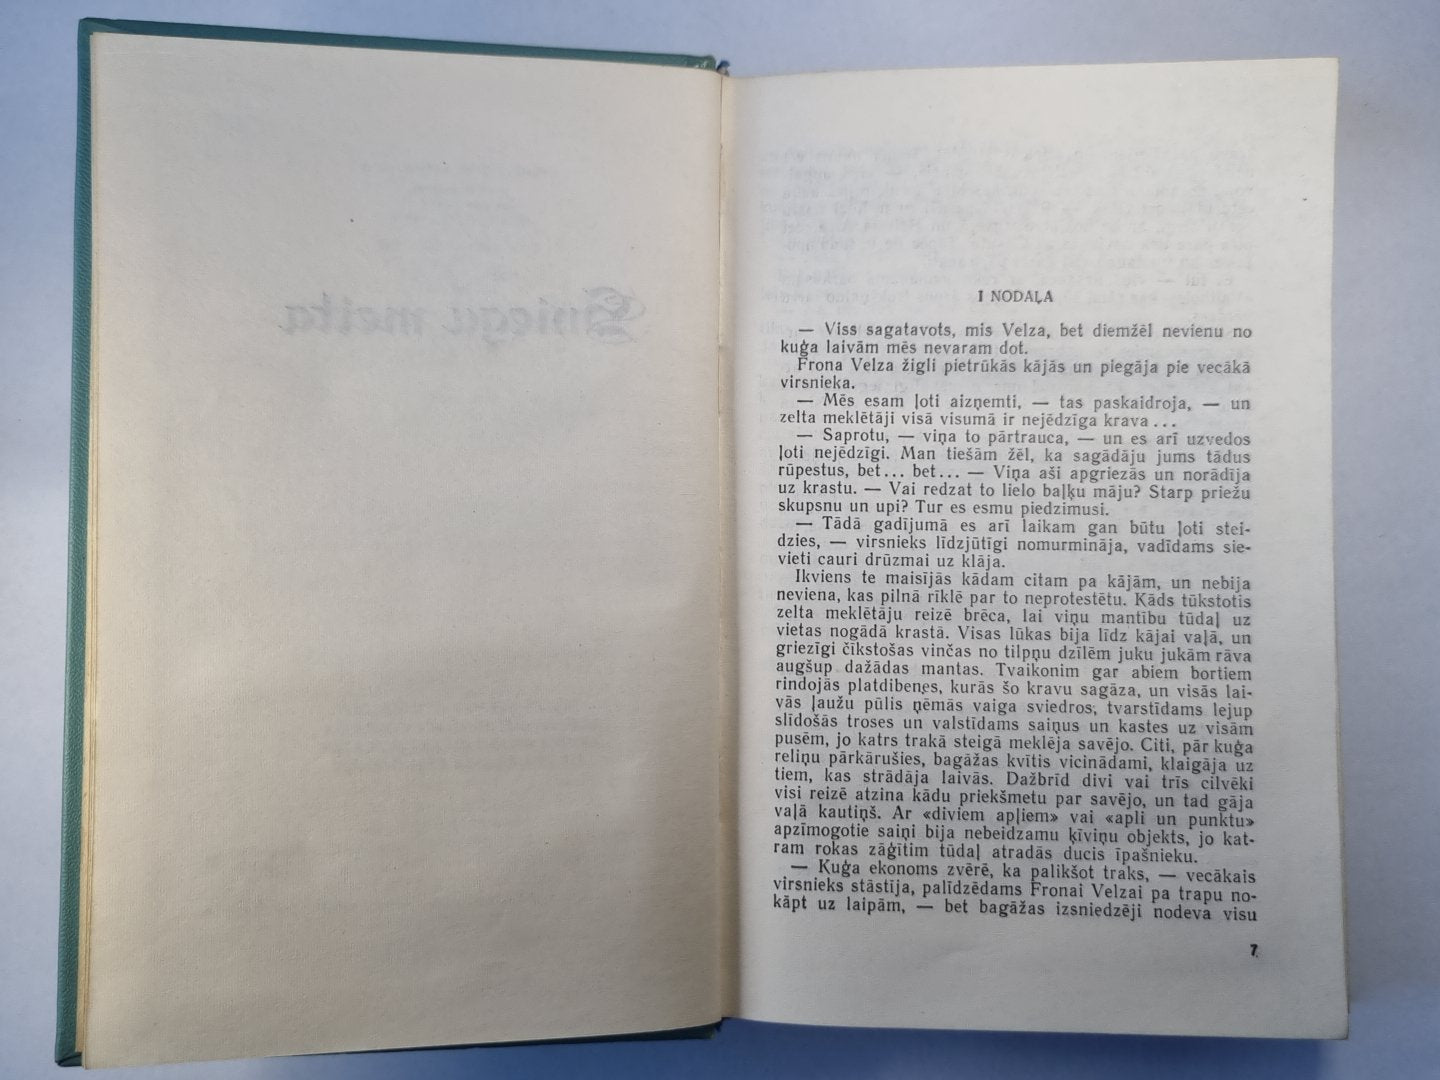 I NODAĻA
— Viss sagatavots, mis Velza, bet diemžēl nevienu no
kuģa laivām mēs nevaram dot.
Frona Velza žigli pietrūkās kājās un piegāja pie vecākā
virsnieka.
— Mēs esam ļoti aizņemti, — tas paskaidroja, — un
zelta meklētāji visā visumā ir nejēdzīga krava...
— Saprotu, — viņa to pārtrauca, — un es arī uzvedos
ļoti nejēdzīgi. Man tiešām žēl, ka sagādāju jums tādus
rūpestus, bet... bet... — Viņa aši apgriezās un norādīja
uz krastu. — Vai redzat to lielo baļķu māju? Starp priežu
skupsnu un upi? Tur es esmu piedzimusi.
— Tādā gadījumā es arī laikam gan būtu ļoti stei-
dzies, — virsnieks līdzjūtīgi nomurmināja, vadīdams sie-
vieti cauri drūzmai uz klāja.
Ikviens te maisījās kādam citam pa kājām, un nebija
neviena, kas pilnā rīklē par to neprotestētu. Kāds tūkstotis
zelta meklētāju reizē brēca, lai viņu mantību tūdaļ uz
vietas nogādā krastā. Visas lūkas bija līdz kājai vaļā, un
griezīgi čīkstošas vinčas no tilpņu dzīlēm juku jukām rāva
augšup dažādas mantas. Tvaikonim gar abiem bortiem
rindojās platdibenes, kurās šo kravu sagāza, un visās lai-
vās ļaužu pūlis ņēmās vaiga sviedros, tvarstīdams lejup
slīdošās troses un valstīdams saiņus un kastes uz visām
pusēm, jo katrs trakā steigā meklēja savējo. Citi, pār kuģa
reliņu pārkārušies, bagāžas kvītis vicinādami, klaigāja uz
tiem, kas strādāja laivās. Dažbrīd divi vai trīs cilvēki
visi reizē atzina kādu priekšmetu par savējo, un tad gāja
vaļā kautiņš. Ar «diviem apļiem» vai «apli un punktu»
apzīmogotie saiņi bija nebeidzamu ķīviņu objekts, jo kat-
ram rokas zāģītim tūdaļ atradās ducis īpašnieku.
— Kuģa ekonoms zvērē, ka palikšot traks, — vecākais
virsnieks stāstīja, palīdzēdams Fronai Velzai pa trapu no-
kāpt uz laipām, — bet bagāžas izsniedzēji nodeva visu
7